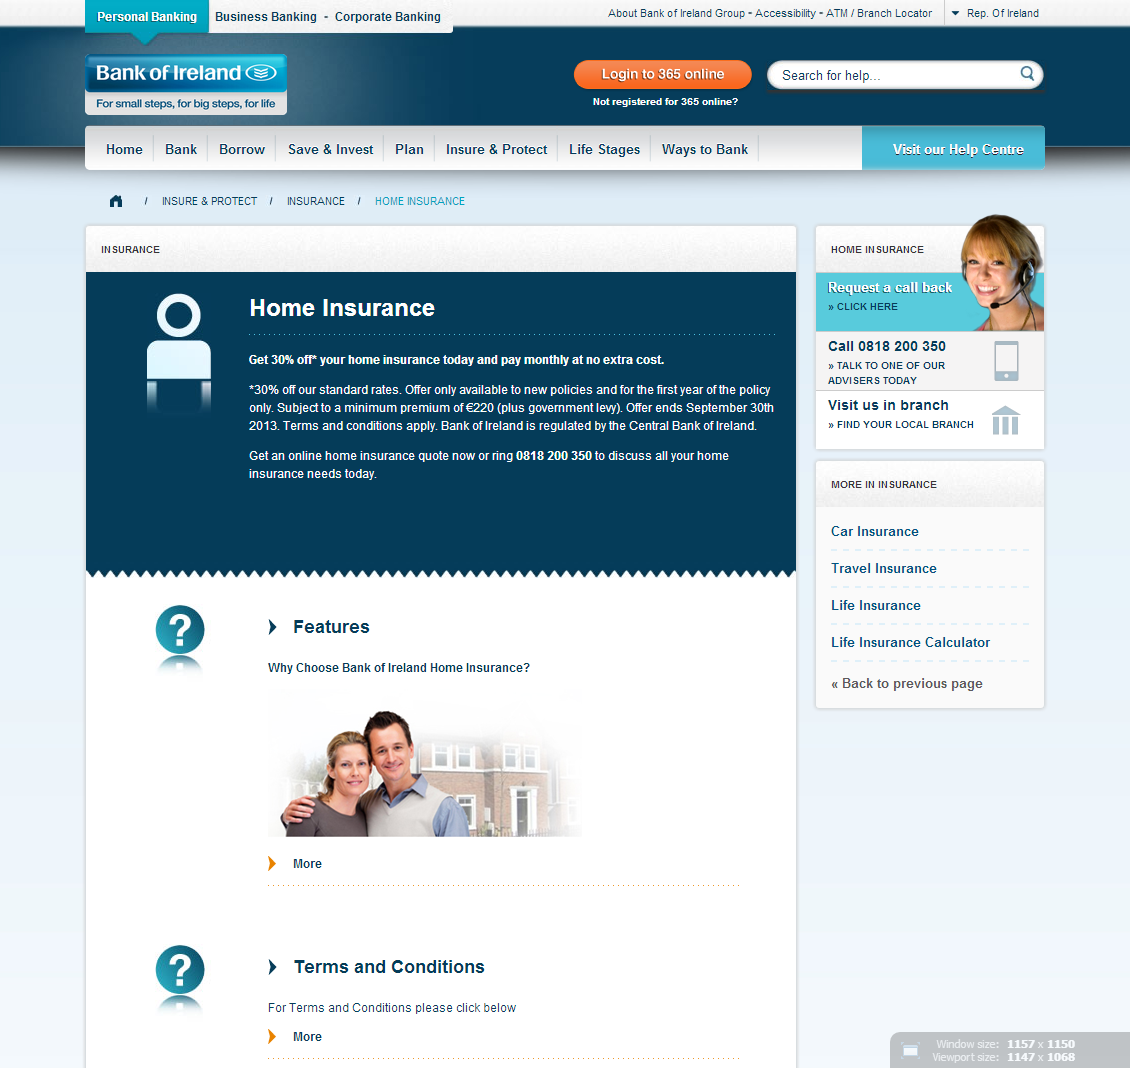 Personal Banking
Business Banking - Corporate Banking
About Bank of Ireland Group - Accessibility - ATM / Branch Locator
Rep. Of Ireland
Bank of Ireland
For small steps, for big steps, for life
Login to 365 online
Not registered for 365 online?
Search for help...
Home
Bank
Borrow
Save & Invest
Plan
Insure & Protect
Life Stages
Ways to Bank
Visit our Help Centre
/ INSURE & PROTECT / INSURANCE / HOME INSURANCE
INSURANCE
Home Insurance
Get 30% off* your home insurance today and pay monthly at no extra cost.
*30% off our standard rates. Offer only available to new policies and for the first year of the policy
only. Subject to a minimum premium of €220 (plus government levy). Offer ends September 30th
2013. Terms and conditions apply. Bank of Ireland is regulated by the Central Bank of Ireland.
Get an online home insurance quote now or ring 0818 200 350 to discuss all your home
insurance needs today.
?
Features
Why Choose Bank of Ireland Home Insurance?
More
?
Terms and Conditions
For Terms and Conditions please click below
More
HOME INSURANCE
Request a call back
» CLICK HERE
Call 0818 200 350
» TALK TO ONE OF OUR
ADVISERS TODAY
Visit us in branch
» FIND YOUR LOCAL BRANCH
MORE IN INSURANCE
Car Insurance
Travel Insurance
Life Insurance
Life Insurance Calculator
« Back to previous page
Window size: 1157 x 1150
Viewport size: 1147 x 1068